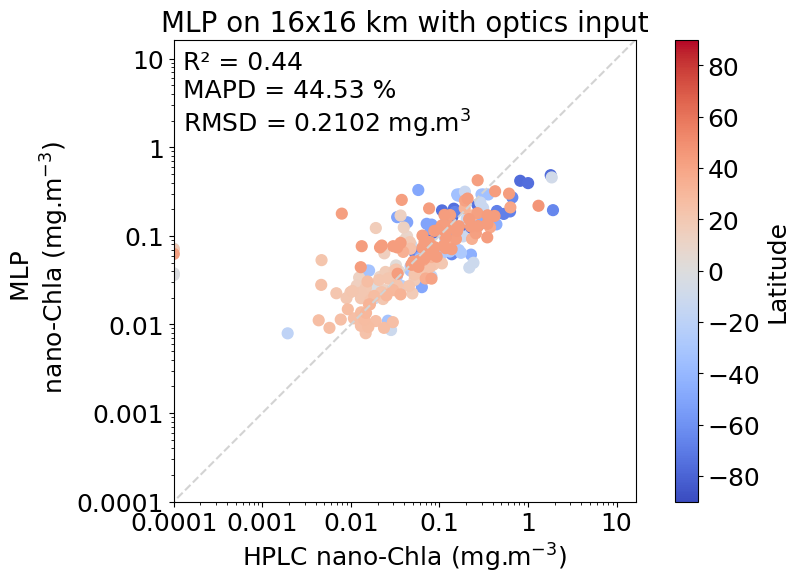 MLP on 16x16 km with optics input
R² = 0.44
MAPD = 44.53 %
RMSD = 0.2102 mg.m³
10
1
0.1
0.01
0.001
0.0001
MLP
nano-Chla (mg.m⁻³)
0.0001 0.001 0.01 0.1 1 10
HPLC nano-Chla (mg.m⁻³)
80
60
40
20
0
−20
−40
−60
−80
Latitude